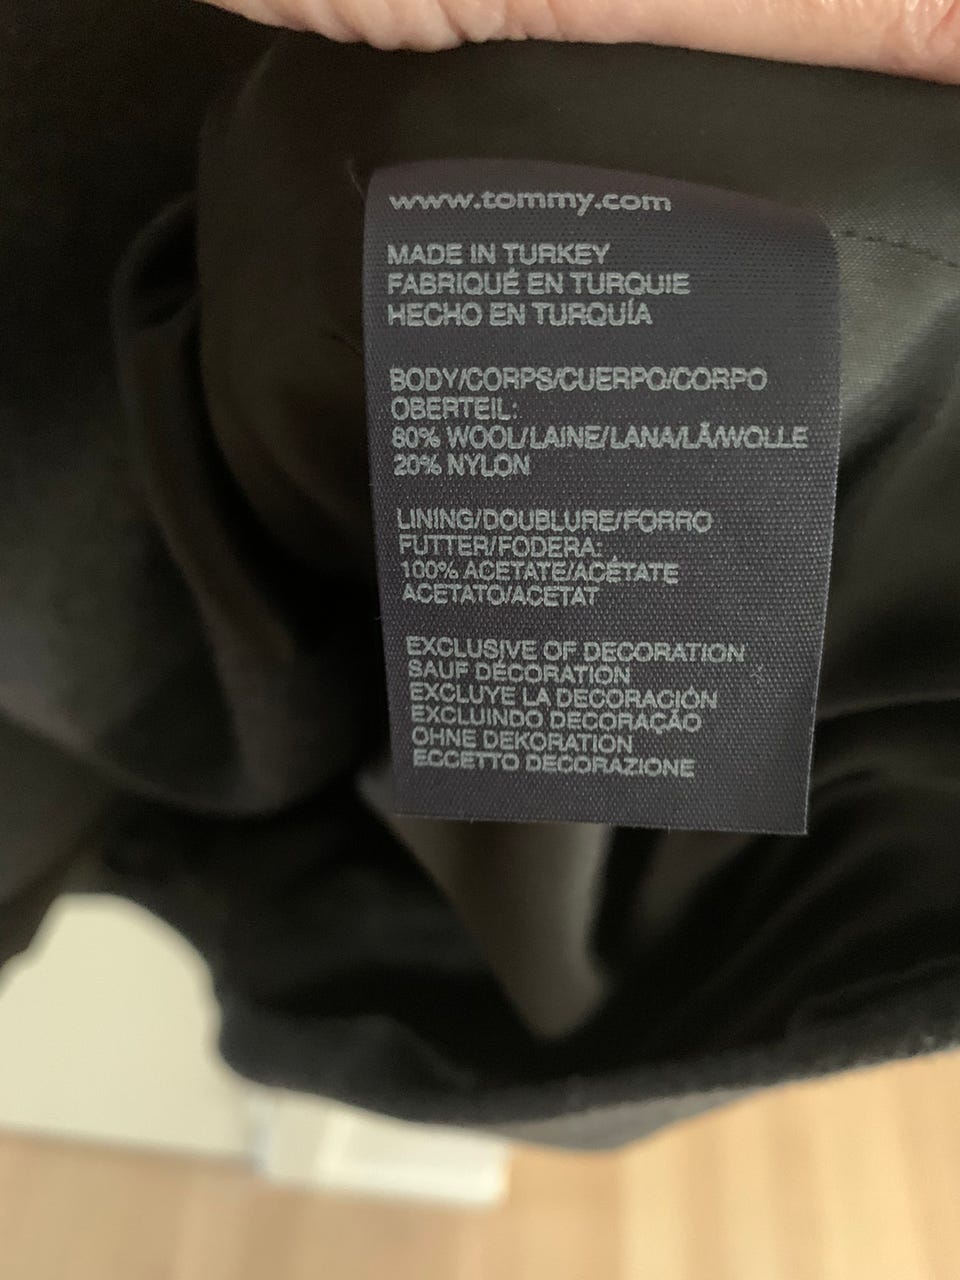 www.tommy.com
MADE IN TURKEY
FABRIQUÉ EN TURQUIE
HECHO EN TURQUÍA
BODY/CORPS/CUERPO/CORPO
OBERTEIL:
80% WOOL/LAINE/LANA/LÃ/WOLLE
20% NYLON
LINING/DOUBLURE/FORRO
FUTTER/FODERA:
100% ACETATE/ACÉTATE
ACETATO/ACETAT
EXCLUSIVE OF DECORATION
SAUF DÉCORATION
EXCLUYE LA DECORACIÓN
EXCLUINDO DECORAÇÃO
OHNE DEKORATION
ECCETTO DECORAZIONE